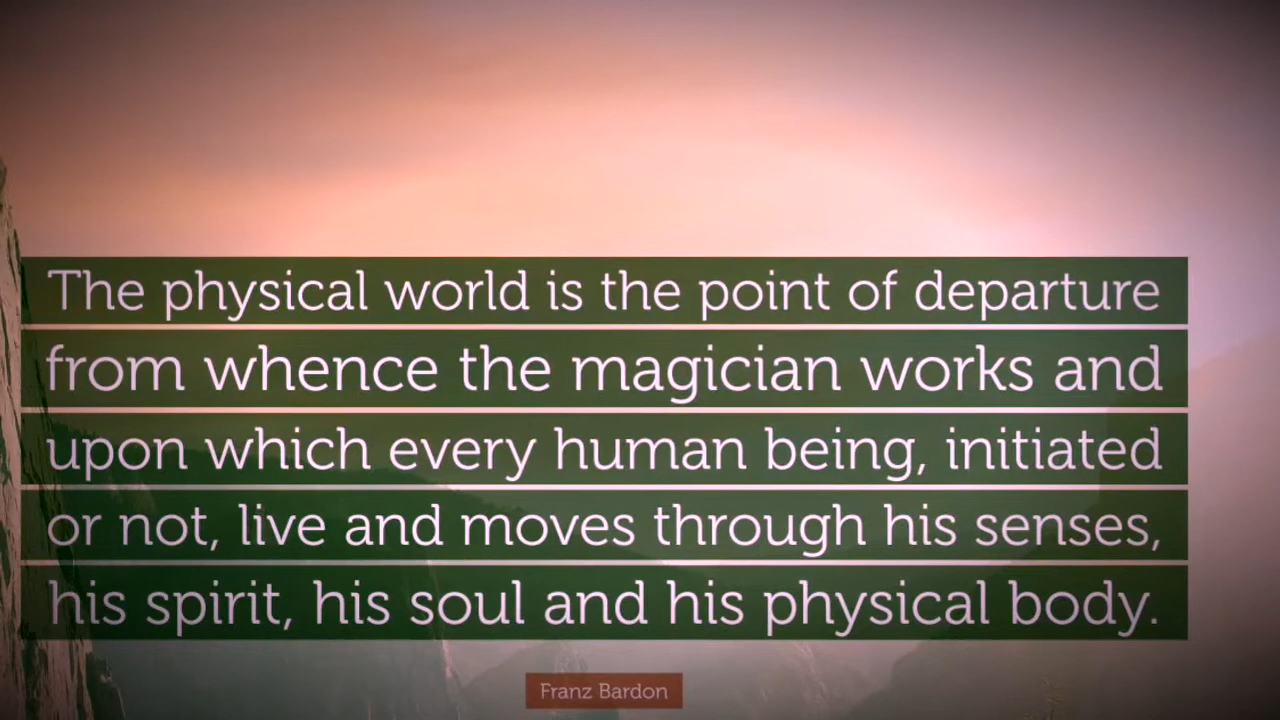 The physical world is the point of departure
from whence the magician works and
upon which every human being, initiated
or not, live and moves through his senses,
his spirit, his soul and his physical body.
Franz Bardon